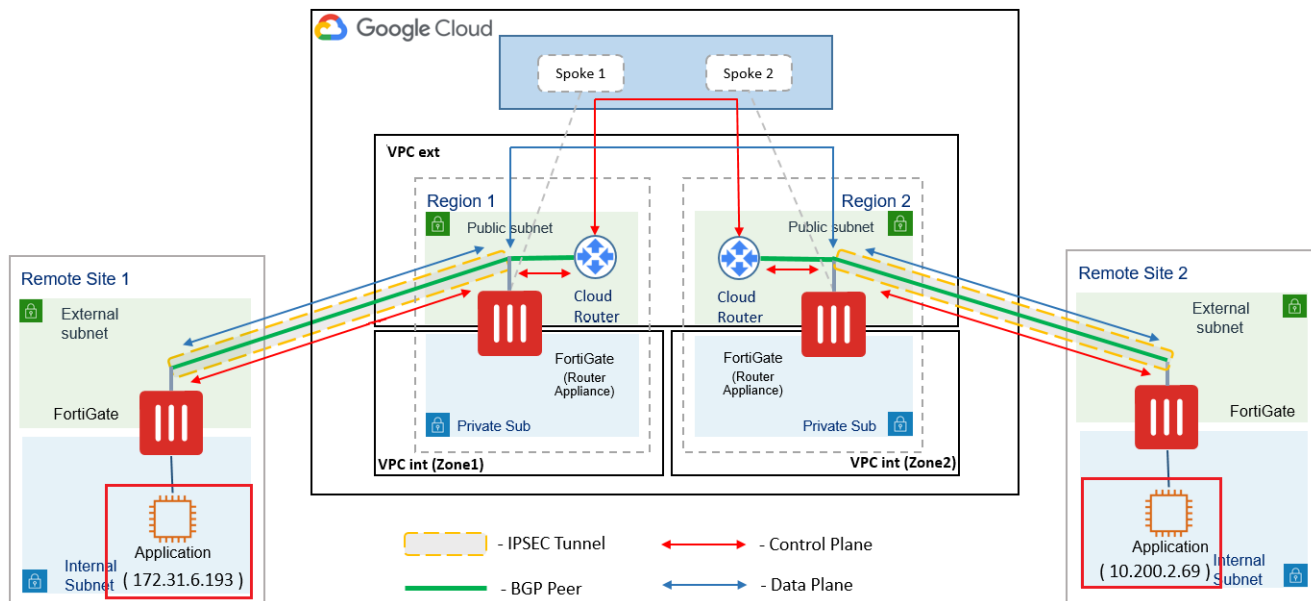 Google Cloud
Spoke 1
Spoke 2
VPC ext
Region 1
Region 2
Public subnet
Public subnet
Cloud
Router
Cloud
Router
FortiGate
(Router
Appliance)
FortiGate
(Router
Appliance)
Private Sub
Private Sub
VPC int (Zone1)
VPC int (Zone2)
Remote Site 1
External
subnet
FortiGate
Application
( 172.31.6.193 )
Internal
Subnet
Remote Site 2
External
subnet
FortiGate
Application
( 10.200.2.69 )
Internal
Subnet
- IPSEC Tunnel
- Control Plane
- BGP Peer
- Data Plane